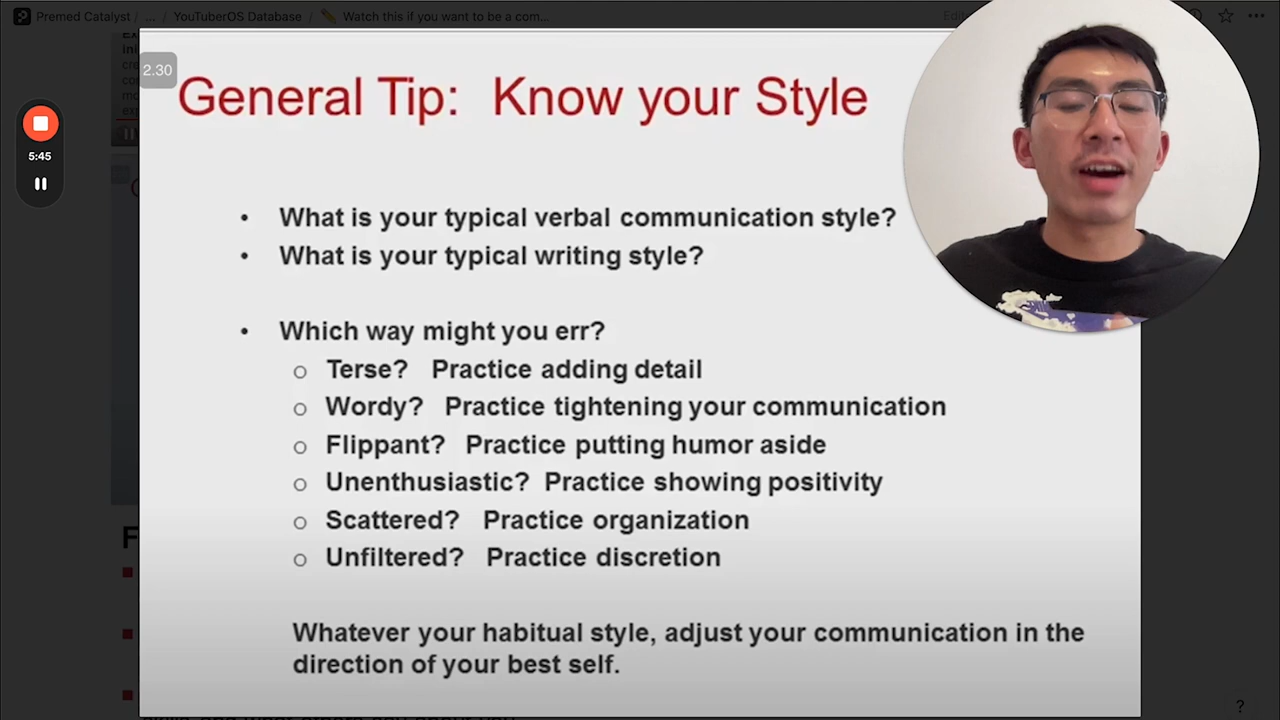 Premed Catalyst / ... / YouTuberOS Database / ✏️ Watch this if you want to be a com...
2.30
General Tip: Know your Style
5:45
• What is your typical verbal communication style?
• What is your typical writing style?
• Which way might you err?
o Terse? Practice adding detail
o Wordy? Practice tightening your communication
o Flippant? Practice putting humor aside
o Unenthusiastic? Practice showing positivity
o Scattered? Practice organization
o Unfiltered? Practice discretion
Whatever your habitual style, adjust your communication in the
direction of your best self.
F
?